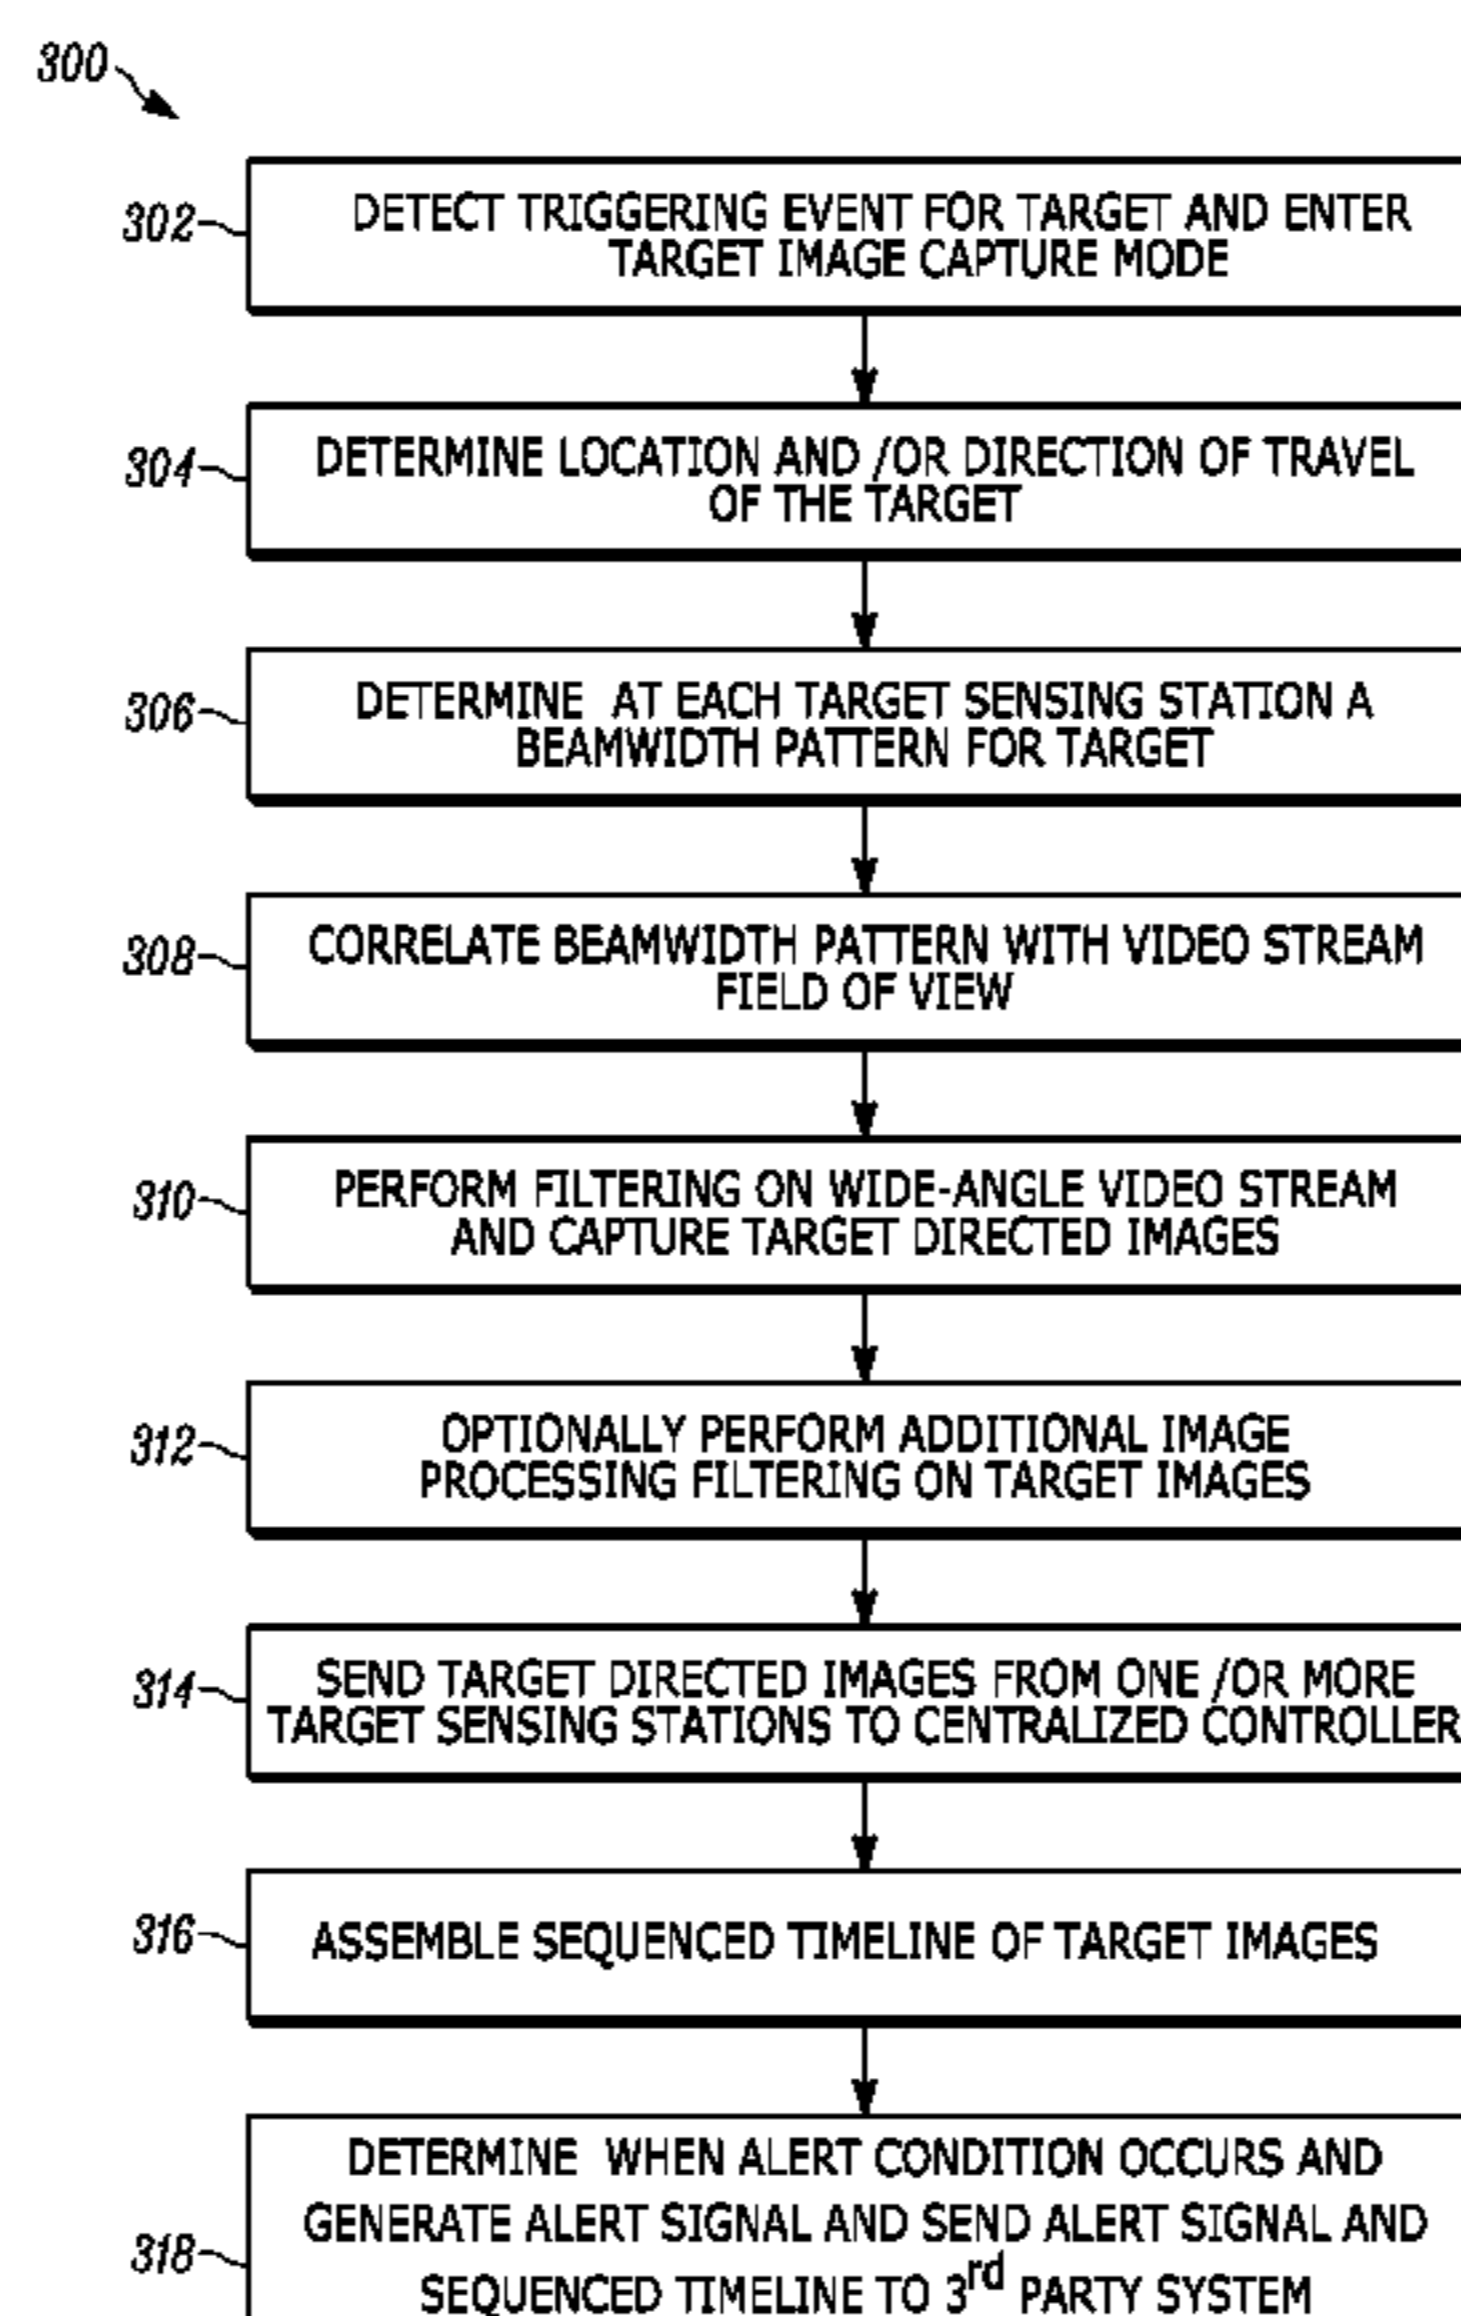 300
302
DETECT TRIGGERING EVENT FOR TARGET AND ENTER
TARGET IMAGE CAPTURE MODE
304
DETERMINE LOCATION AND /OR DIRECTION OF TRAVEL
OF THE TARGET
306
DETERMINE AT EACH TARGET SENSING STATION A
BEAMWIDTH PATTERN FOR TARGET
308
CORRELATE BEAMWIDTH PATTERN WITH VIDEO STREAM
FIELD OF VIEW
310
PERFORM FILTERING ON WIDE-ANGLE VIDEO STREAM
AND CAPTURE TARGET DIRECTED IMAGES
312
OPTIONALLY PERFORM ADDITIONAL IMAGE
PROCESSING FILTERING ON TARGET IMAGES
314
SEND TARGET DIRECTED IMAGES FROM ONE /OR MORE
TARGET SENSING STATIONS TO CENTRALIZED CONTROLLER
316
ASSEMBLE SEQUENCED TIMELINE OF TARGET IMAGES
318
DETERMINE WHEN ALERT CONDITION OCCURS AND
GENERATE ALERT SIGNAL AND SEND ALERT SIGNAL AND
SEQUENCED TIMELINE TO 3rd PARTY SYSTEM